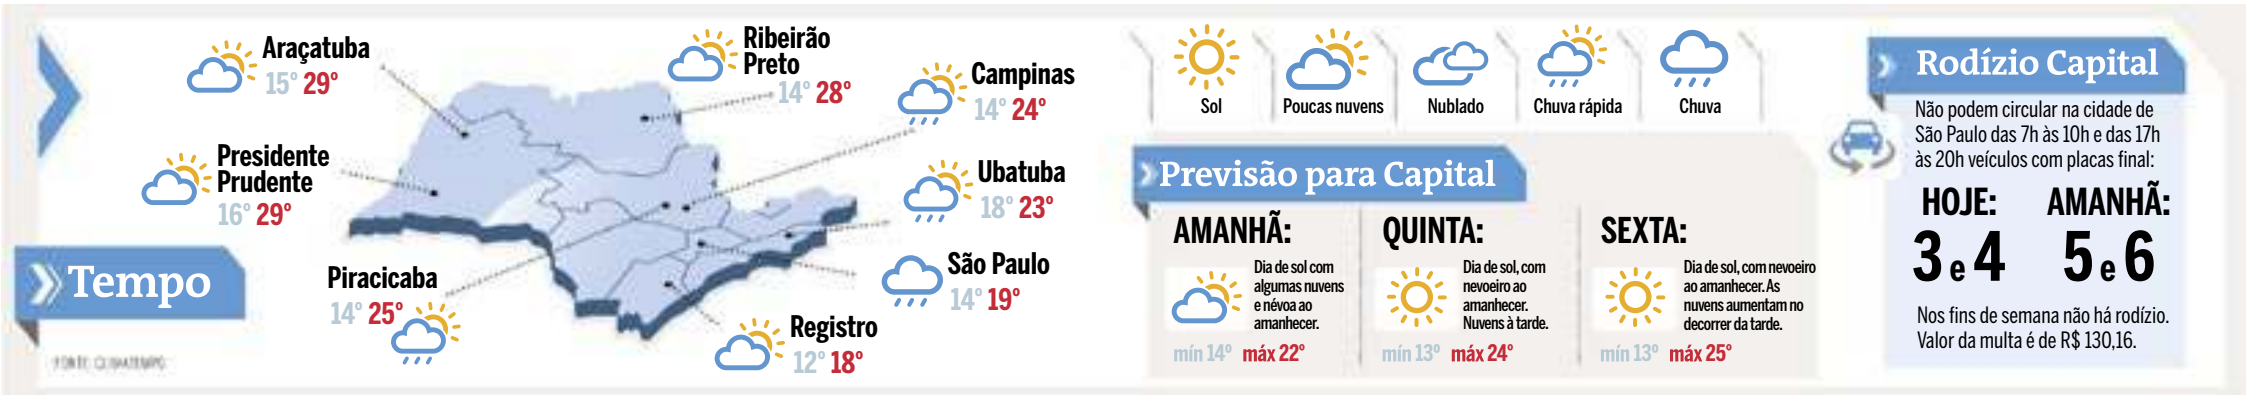 Araçatuba
15° 29°
Ribeirão
Preto
14° 28°
Campinas
14° 24°
Presidente
Prudente
16° 29°
Ubatuba
18° 23°
Tempo
Piracicaba
14° 25°
São Paulo
14° 19°
Registro
12° 18°
FONTE: CLIMATEMPO
Sol
Poucas nuvens
Nublado
Chuva rápida
Chuva
Previsão para Capital
AMANHÃ:
Dia de sol com
algumas nuvens
e névoa ao
amanhecer.
mín 14° máx 22°
QUINTA:
Dia de sol, com
nevoeiro ao
amanhecer.
Nuvens à tarde.
mín 13° máx 24°
SEXTA:
Dia de sol, com nevoeiro
ao amanhecer. As
nuvens aumentam no
decorrer da tarde.
mín 13° máx 25°
Rodízio Capital
Não podem circular na cidade de
São Paulo das 7h às 10h e das 17h
às 20h veículos com placas final:
HOJE:
3 e 4
AMANHÃ:
5 e 6
Nos fins de semana não há rodízio.
Valor da multa é de R$ 130,16.